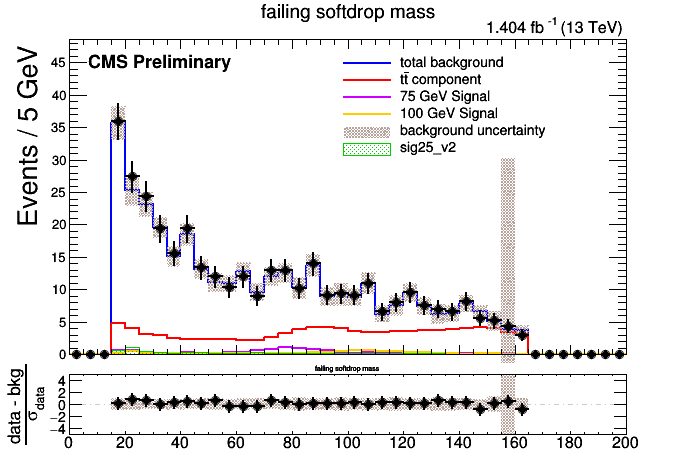 failing softdrop mass
1.404 fb -1 (13 TeV)
CMS Preliminary
total background
tt̄ component
75 GeV Signal
100 GeV Signal
background uncertainty
sig25_v2
Events / 5 GeV
45
40
35
30
25
20
15
10
5
0
failing softdrop mass
data - bkg
σ data
4
2
0
−2
−4
0 20 40 60 80 100 120 140 160 180 200